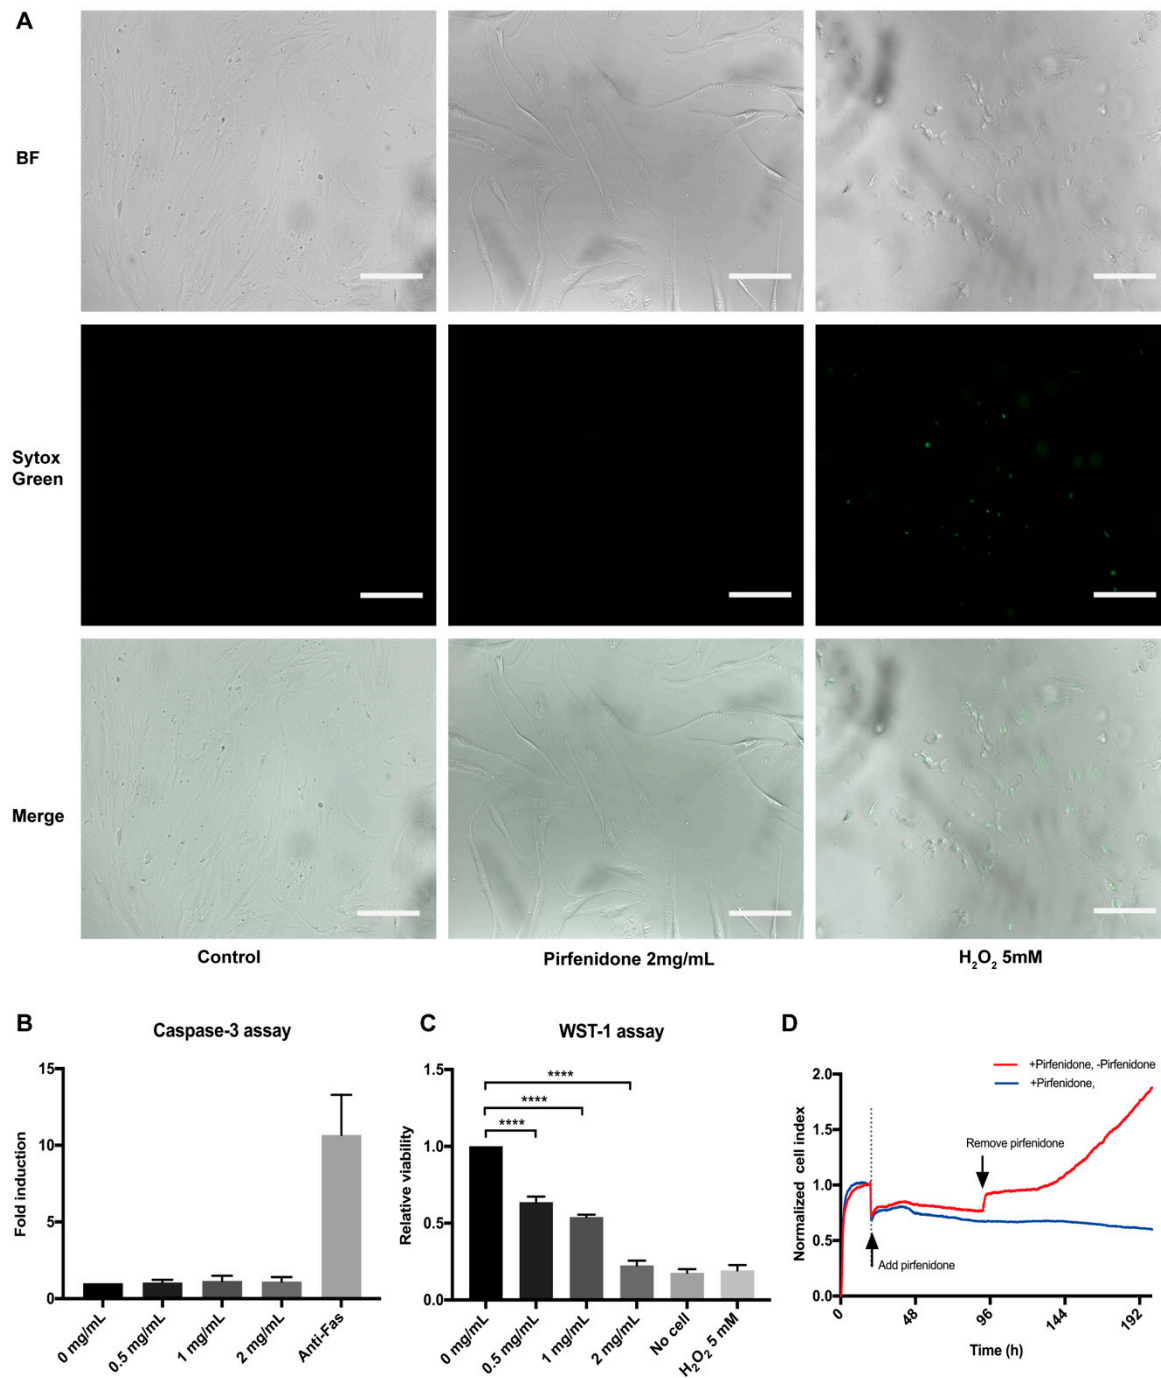 A
BF
Sytox
Green
Merge
Control
Pirfenidone 2mg/mL
H₂O₂ 5mM
B
Caspase-3 assay
Fold induction
15
10
5
0
0 mg/mL
0.5 mg/mL
1 mg/mL
2 mg/mL
Anti-Fas
C
WST-1 assay
Relative viability
1.5
1.0
0.5
0.0
****
****
****
0 mg/mL
0.5 mg/mL
1 mg/mL
2 mg/mL
No cell
H₂O₂ 5 mM
D
+Pirfenidone, -Pirfenidone
+Pirfenidone,
Normalized cell index
2.0
1.5
1.0
0.5
0.0
Remove pirfenidone
Add pirfenidone
0
48
96
144
192
Time (h)